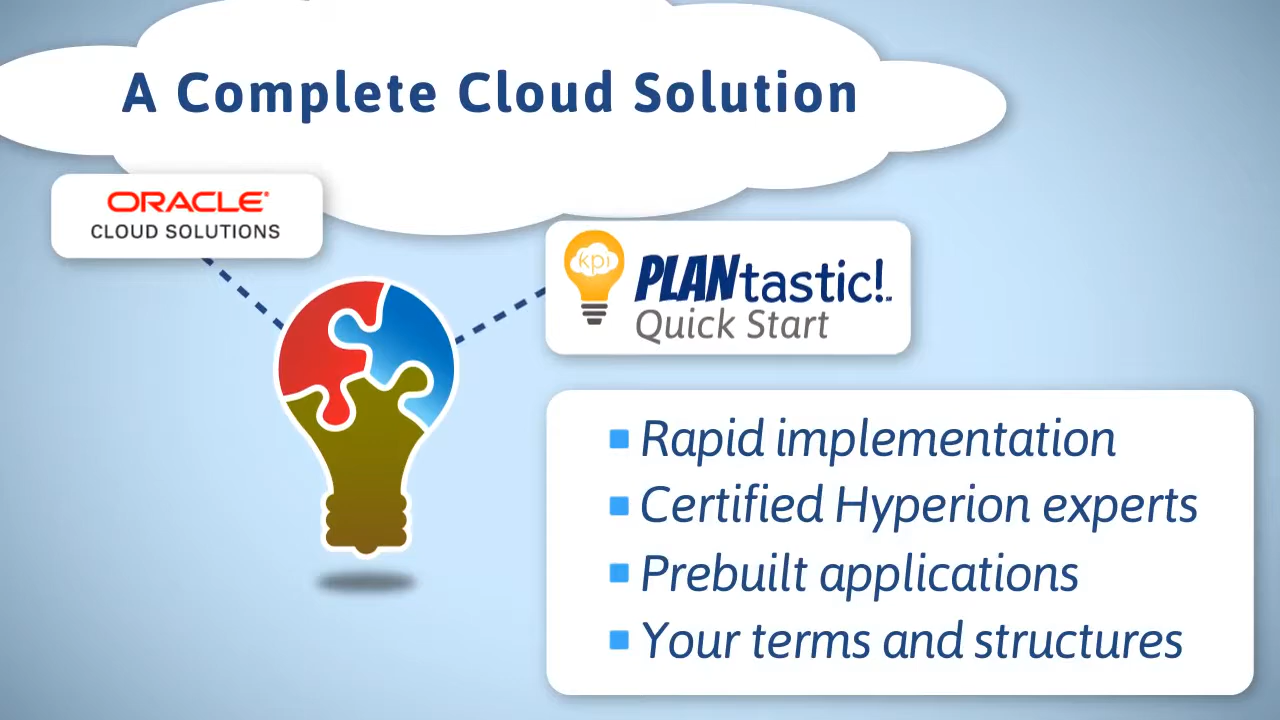 A Complete Cloud Solution
ORACLE®
CLOUD SOLUTIONS
kpi
PLANtastic!
Quick Start
Rapid implementation
Certified Hyperion experts
Prebuilt applications
Your terms and structures